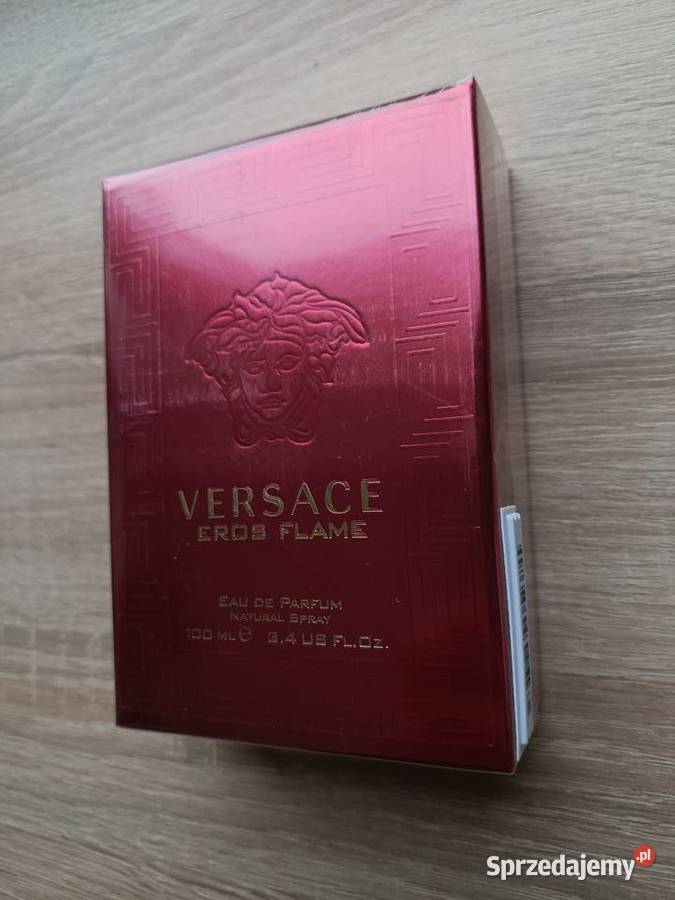 VERSACE
EROS FLAME
EAU DE PARFUM
NATURAL SPRAY
100 ML e 3.4 US FL.OZ.
Sprzedajemy.pl